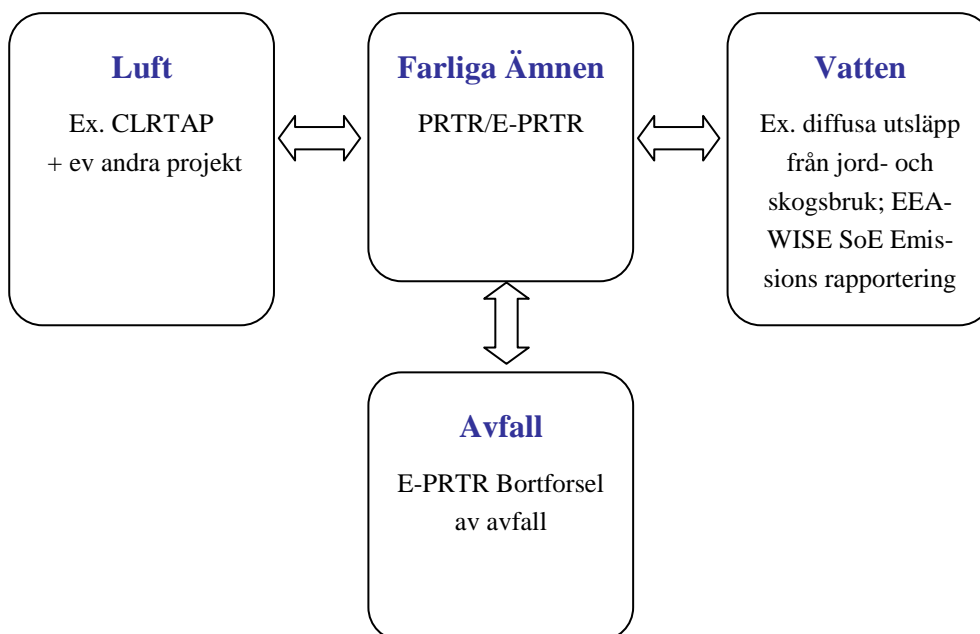 Luft
Ex. CLRTAP
+ ev andra projekt
Farliga Ämnen
PRTR/E-PRTR
Vatten
Ex. diffusa utsläpp
från jord- och
skogsbruk; EEA-
WISE SoE Emis-
sions rapportering
Avfall
E-PRTR Bortforsel
av avfall